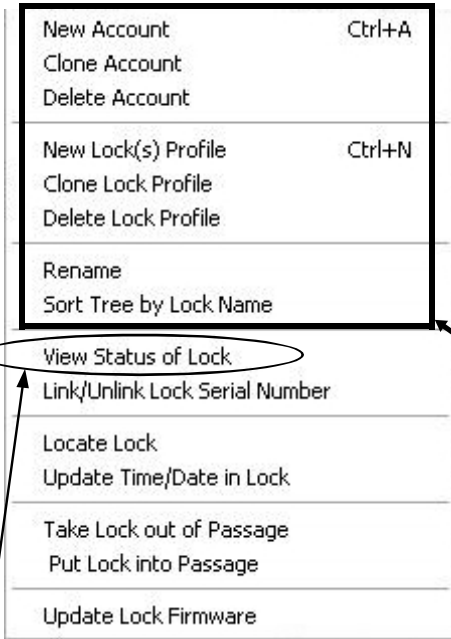 New Account Ctrl+A
Clone Account
Delete Account
New Lock(s) Profile Ctrl+N
Clone Lock Profile
Delete Lock Profile
Rename
Sort Tree by Lock Name
View Status of Lock
Link/Unlink Lock Serial Number
Locate Lock
Update Time/Date in Lock
Take Lock out of Passage
Put Lock into Passage
Update Lock Firmware